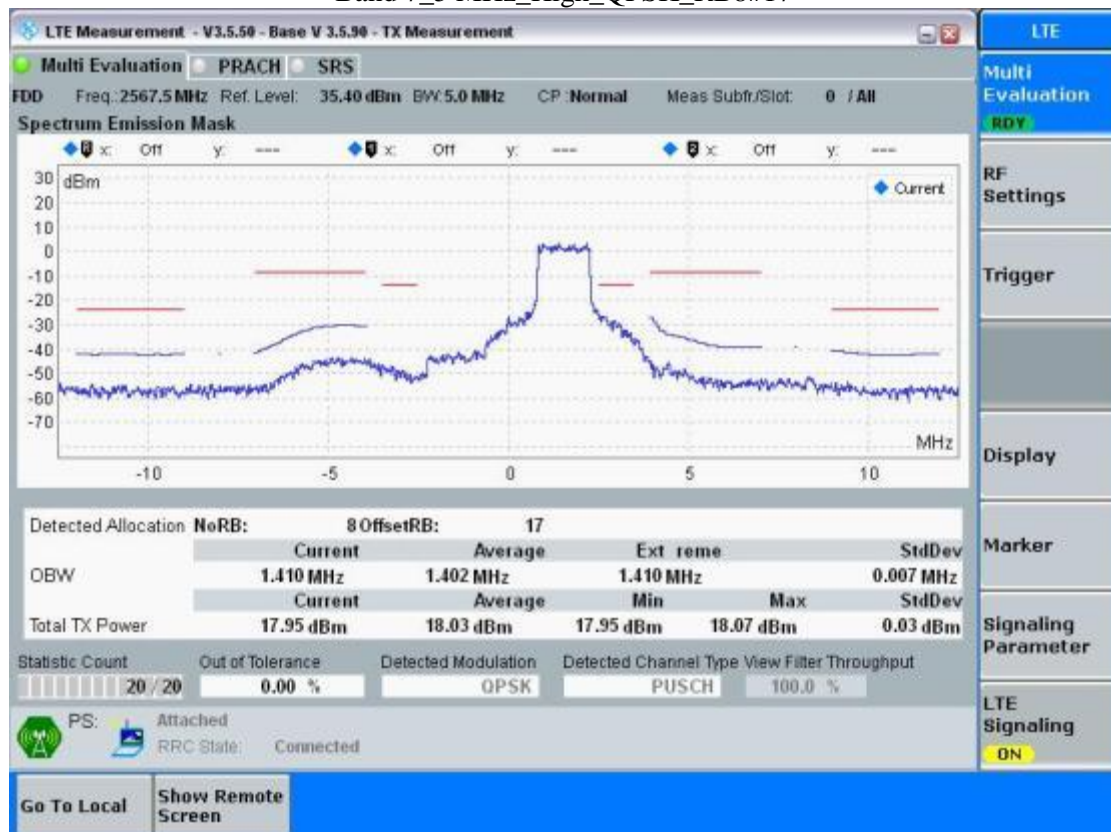 LTE Measurement - V3.5.50 - Base V 3.5.90 - TX Measurement
LTE
Multi Evaluation PRACH SRS
Multi
Evaluation
RDY
FDD Freq.:2567.5 MHz Ref. Level: 35.40 dBm BW:5.0 MHz CP :Normal Meas Subfr./Slot: 0 / All
Spectrum Emission Mask
x: Off y: --- x: Off y: --- x: Off y: ---
30 dBm
Current
20
10
0
-10
-20
-30
-40
-50
-60
-70
MHz
-10 -5 0 5 10
RF
Settings
Trigger
Display
Marker
Signaling
Parameter
LTE
Signaling
ON
Detected Allocation NoRB: 8 OffsetRB: 17
Current Average Ext reme StdDev
OBW 1.410 MHz 1.402 MHz 1.410 MHz 0.007 MHz
Current Average Min Max StdDev
Total TX Power 17.95 dBm 18.03 dBm 17.95 dBm 18.07 dBm 0.03 dBm
Statistic Count Out of Tolerance Detected Modulation Detected Channel Type View Filter Throughput
20 / 20 0.00 % QPSK PUSCH 100.0 %
PS: Attached
RRC State: Connected
Go To Local
Show Remote
Screen